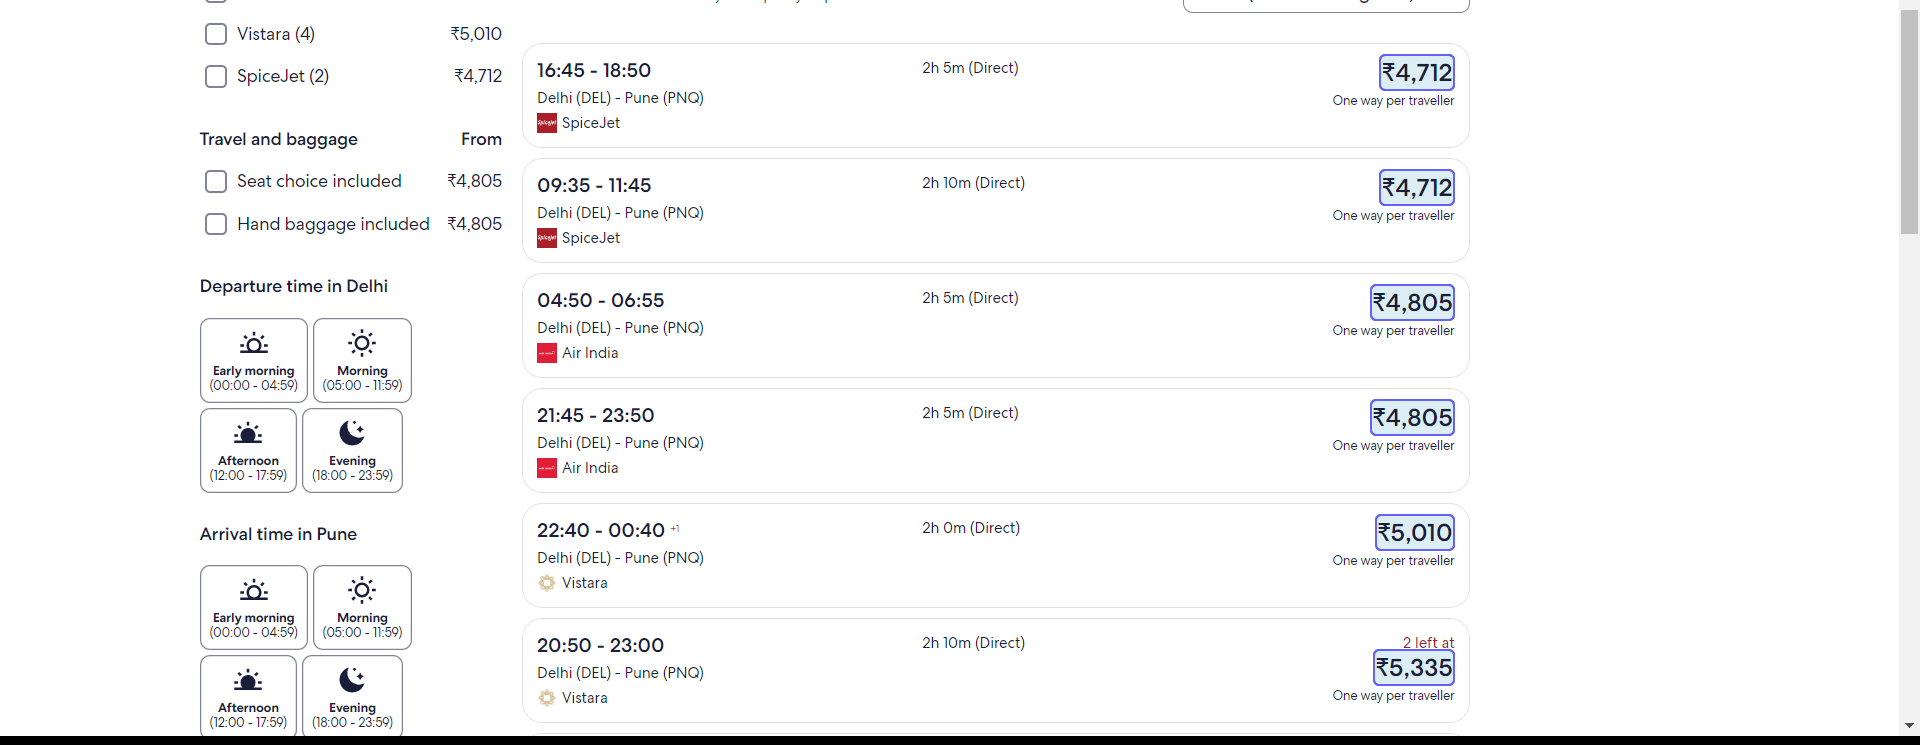 Vistara (4) ₹5,010
SpiceJet (2) ₹4,712
Travel and baggage From
Seat choice included ₹4,805
Hand baggage included ₹4,805
Departure time in Delhi
Early morning
(00:00 - 04:59)
Morning
(05:00 - 11:59)
Afternoon
(12:00 - 17:59)
Evening
(18:00 - 23:59)
Arrival time in Pune
Early morning
(00:00 - 04:59)
Morning
(05:00 - 11:59)
Afternoon
(12:00 - 17:59)
Evening
(18:00 - 23:59)
16:45 - 18:50 2h 5m (Direct) ₹4,712
Delhi (DEL) - Pune (PNQ) One way per traveller
SpiceJet SpiceJet
09:35 - 11:45 2h 10m (Direct) ₹4,712
Delhi (DEL) - Pune (PNQ) One way per traveller
SpiceJet SpiceJet
04:50 - 06:55 2h 5m (Direct) ₹4,805
Delhi (DEL) - Pune (PNQ) One way per traveller
Air India
21:45 - 23:50 2h 5m (Direct) ₹4,805
Delhi (DEL) - Pune (PNQ) One way per traveller
Air India
22:40 - 00:40 +1 2h 0m (Direct) ₹5,010
Delhi (DEL) - Pune (PNQ) One way per traveller
Vistara
20:50 - 23:00 2h 10m (Direct) 2 left at
₹5,335
Delhi (DEL) - Pune (PNQ) One way per traveller
Vistara